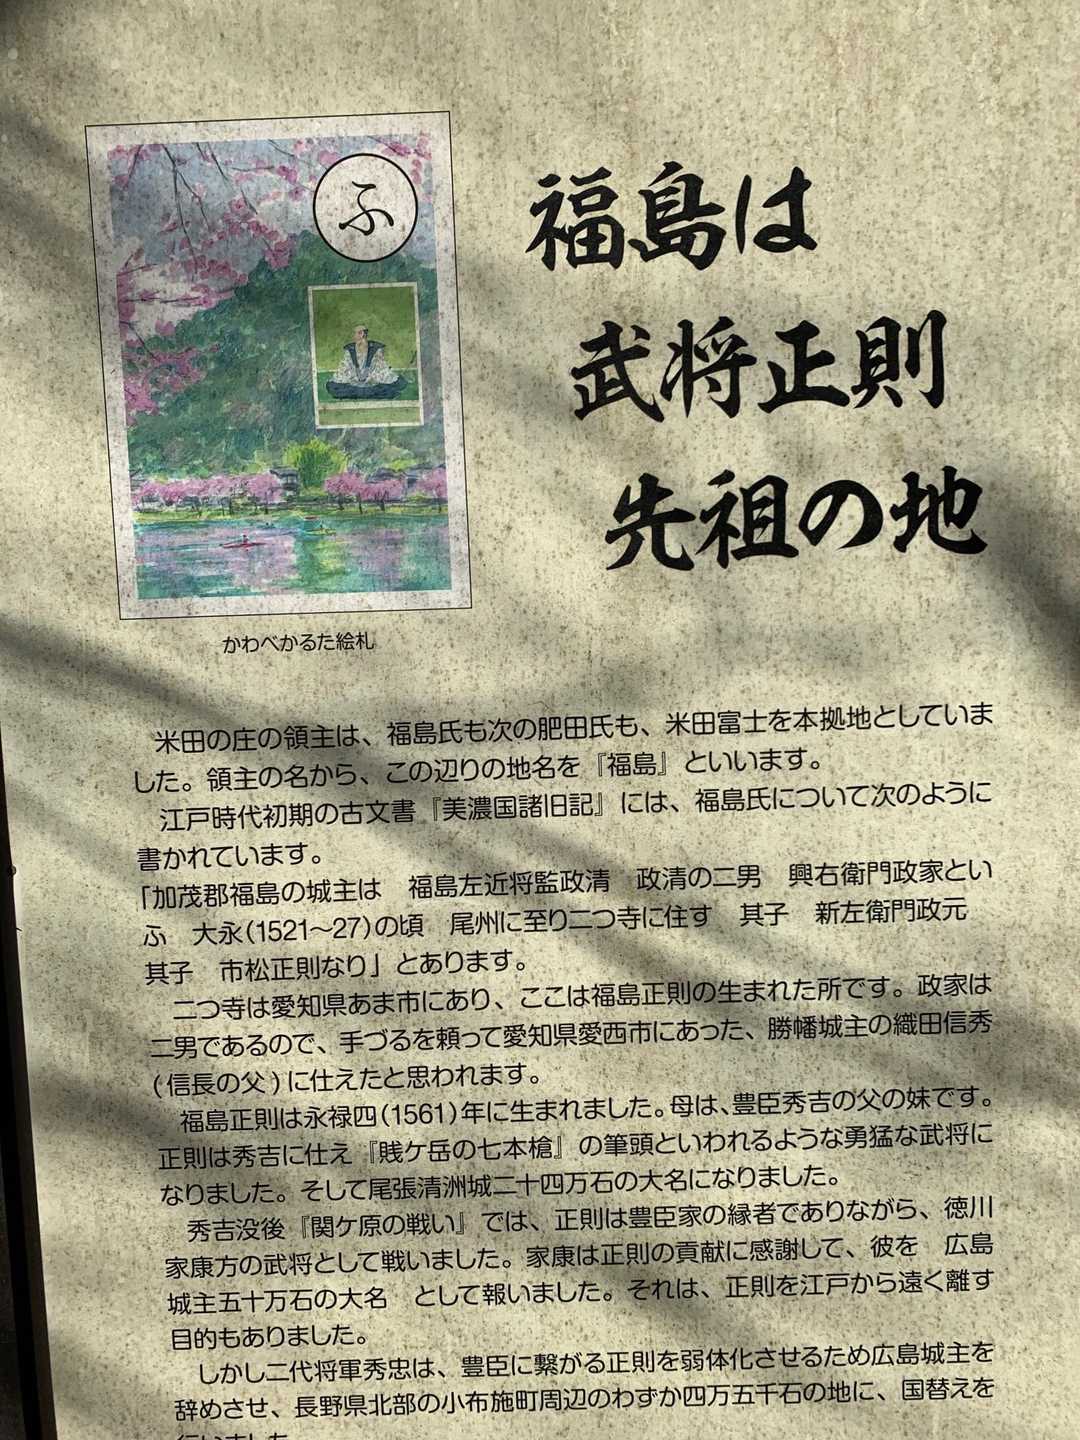 ふ
福島は
武将正則
先祖の地
かわべかるた絵札
米田の庄の領主は、福島氏も次の肥田氏も、米田富士を本拠地としていま
した。領主の名から、この辺りの地名を『福島』といいます。
江戸時代初期の古文書『美濃国諸旧記』には、福島氏について次のように
書かれています。
「加茂郡福島の城主は　福島左近将監政清　政清の二男　興右衛門政家とい
ふ　大永(1521～27)の頃　尾州に至り二つ寺に住す　其子　新左衛門政元
其子　市松正則なり」とあります。
二つ寺は愛知県あま市にあり、ここは福島正則の生まれた所です。政家は
二男であるので、手づるを頼って愛知県愛西市にあった、勝幡城主の織田信秀
(信長の父)に仕えたと思われます。
福島正則は永禄四(1561)年に生まれました。母は、豊臣秀吉の父の妹です。
正則は秀吉に仕え『賤ケ岳の七本槍』の筆頭といわれるような勇猛な武将に
なりました。そして尾張清洲城二十四万石の大名になりました。
秀吉没後『関ケ原の戦い』では、正則は豊臣家の縁者でありながら、徳川
家康方の武将として戦いました。家康は正則の貢献に感謝して、彼を　広島
城主五十万石の大名　として報いました。それは、正則を江戸から遠く離す
目的もありました。
しかし二代将軍秀忠は、豊臣に繋がる正則を弱体化させるため広島城主を
辞めさせ、長野県北部の小布施町周辺のわずか四万五千石の地に、国替えを
行いました